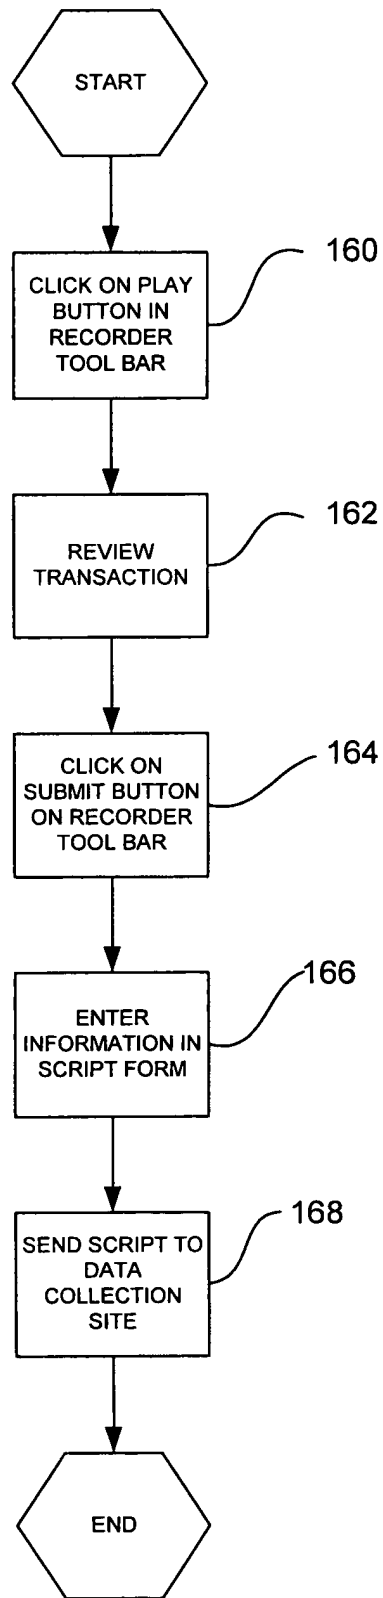 START
160
CLICK ON PLAY
BUTTON IN
RECORDER
TOOL BAR
162
REVIEW
TRANSACTION
164
CLICK ON
SUBMIT BUTTON
ON RECORDER
TOOL BAR
166
ENTER
INFORMATION IN
SCRIPT FORM
168
SEND SCRIPT TO
DATA
COLLECTION
SITE
END